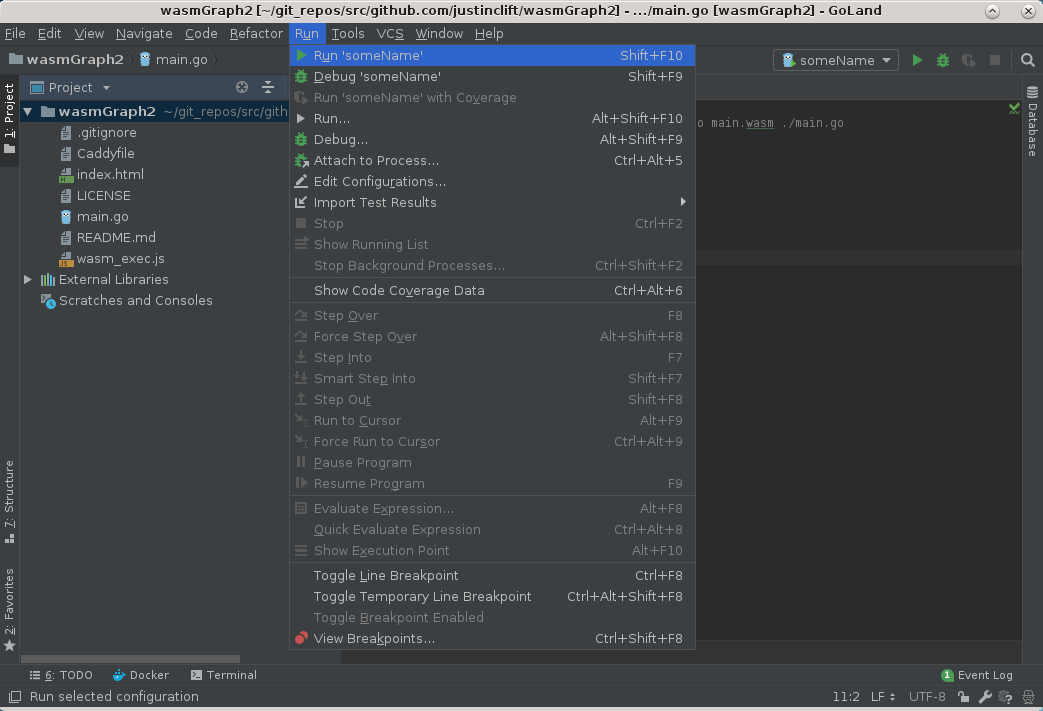 wasmGraph2 [~/git_repos/src/github.com/justinclift/wasmGraph2] - .../main.go [wasmGraph2] - GoLand
File Edit View Navigate Code Refactor Run Tools VCS Window Help
wasmGraph2 main.go someName
Project
wasmGraph2 ~/git_repos/src/gith
.gitignore
Caddyfile
index.html
LICENSE
main.go
README.md
wasm_exec.js
External Libraries
Scratches and Consoles
1: Project
7: Structure
2: Favorites
Run 'someName' Shift+F10
Debug 'someName' Shift+F9
Run 'someName' with Coverage
Run... Alt+Shift+F10
Debug... Alt+Shift+F9
Attach to Process... Ctrl+Alt+5
Edit Configurations...
Import Test Results
Stop Ctrl+F2
Show Running List
Stop Background Processes... Ctrl+Shift+F2
Show Code Coverage Data Ctrl+Alt+6
Step Over F8
Force Step Over Alt+Shift+F8
Step Into F7
Smart Step Into Shift+F7
Step Out Shift+F8
Run to Cursor Alt+F9
Force Run to Cursor Ctrl+Alt+9
Pause Program
Resume Program F9
Evaluate Expression... Alt+F8
Quick Evaluate Expression Ctrl+Alt+8
Show Execution Point Alt+F10
Toggle Line Breakpoint Ctrl+F8
Toggle Temporary Line Breakpoint Ctrl+Alt+Shift+F8
Toggle Breakpoint Enabled
View Breakpoints... Ctrl+Shift+F8
o main.wasm ./main.go
Database
6: TODO Docker Terminal 1 Event Log
Run selected configuration 11:2 LF UTF-8